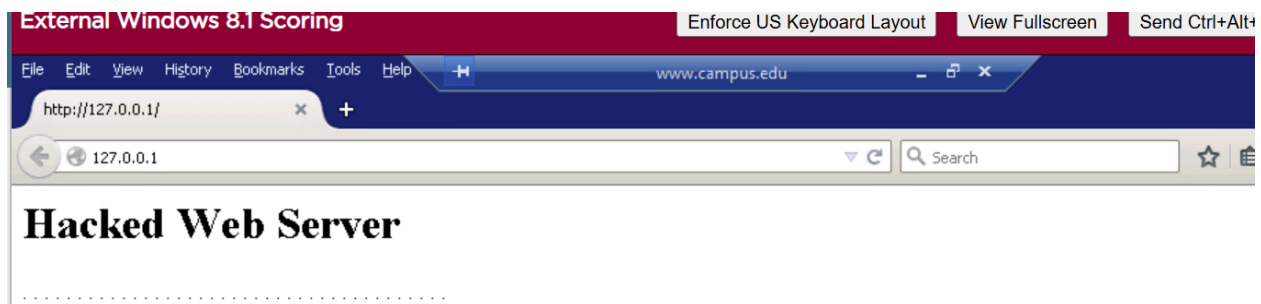 External Windows 8.1 Scoring
Enforce US Keyboard Layout
View Fullscreen
Send Ctrl+Alt+
File Edit View History Bookmarks Tools Help
www.campus.edu
http://127.0.0.1/
127.0.0.1
Search
Hacked Web Server
. . . . . . . . . . . . . . . . . . . . . . . . . . . . . . . . . . . . . . .